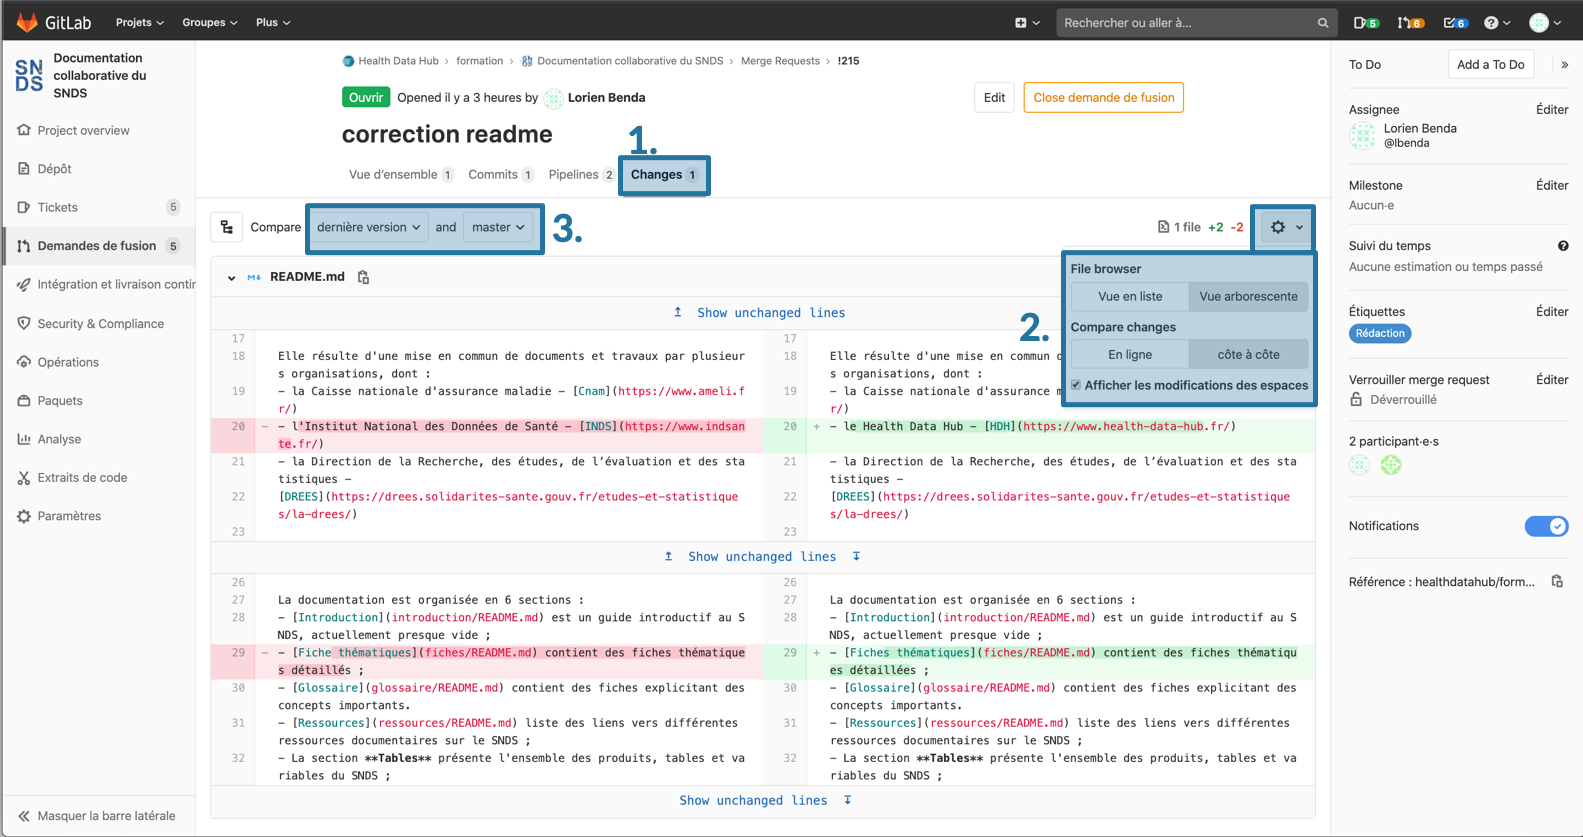 GitLab Projets Groupes Plus Rechercher ou aller à… 5 6 6
SNDS Documentation collaborative du SNDS
Project overview
Dépôt
Tickets 5
Demandes de fusion 5
Intégration et livraison contin
Security & Compliance
Opérations
Paquets
Analyse
Extraits de code
Paramètres
Masquer la barre latérale
Health Data Hub › formation › Documentation collaborative du SNDS › Merge Requests › !215
Ouvrir Opened il y a 3 heures by Lorien Benda Edit Close demande de fusion
correction readme
1.
Vue d'ensemble 1 Commits 1 Pipelines 2 Changes 1
Compare dernière version and master 3. 1 file +2 -2
File browser
Vue en liste Vue arborescente
2.
Compare changes
En ligne côte à côte
Afficher les modifications des espaces
README.md
Show unchanged lines
17
18 Elle résulte d'une mise en commun de documents et travaux par plusieur
s organisations, dont :
19 - la Caisse nationale d'assurance maladie - [Cnam](https://www.ameli.f
r/)
20 - - l'Institut National des Données de Santé - [INDS](https://www.indsan
te.fr/)
21 - la Direction de la Recherche, des études, de l’évaluation et des sta
tistiques -
22 [DREES](https://drees.solidarites-sante.gouv.fr/etudes-et-statistique
s/la-drees/)
23
17
18 Elle résulte d'une mise en commun d
s organisations, dont :
19 - la Caisse nationale d'assurance m
r/)
20 + - le Health Data Hub - [HDH](https://www.health-data-hub.fr/)
21 - la Direction de la Recherche, des études, de l’évaluation et des sta
tistiques -
22 [DREES](https://drees.solidarites-sante.gouv.fr/etudes-et-statistique
s/la-drees/)
23
Show unchanged lines
26
27 La documentation est organisée en 6 sections :
28 - [Introduction](introduction/README.md) est un guide introductif au S
NDS, actuellement presque vide ;
29 - - [Fiche thématiques](fiches/README.md) contient des fiches thématique
s détaillés ;
30 - [Glossaire](glossaire/README.md) contient des fiches explicitant des
concepts importants.
31 - [Ressources](ressources/README.md) liste des liens vers différentes
ressources documentaires sur le SNDS ;
32 - La section **Tables** présente l'ensemble des produits, tables et va
riables du SNDS ;
26
27 La documentation est organisée en 6 sections :
28 - [Introduction](introduction/README.md) est un guide introductif au S
NDS, actuellement presque vide ;
29 + - [Fiches thématiques](fiches/README.md) contient des fiches thématiqu
es détaillées ;
30 - [Glossaire](glossaire/README.md) contient des fiches explicitant des
concepts importants.
31 - [Ressources](ressources/README.md) liste des liens vers différentes
ressources documentaires sur le SNDS ;
32 - La section **Tables** présente l'ensemble des produits, tables et va
riables du SNDS ;
Show unchanged lines
To Do Add a To Do »
Assignee Éditer
Lorien Benda
@lbenda
Milestone Éditer
Aucun·e
Suivi du temps
Aucune estimation ou temps passé
Étiquettes Éditer
Rédaction
Verrouiller merge request Éditer
Déverrouillé
2 participant·e·s
Notifications
Référence : healthdatahub/form…